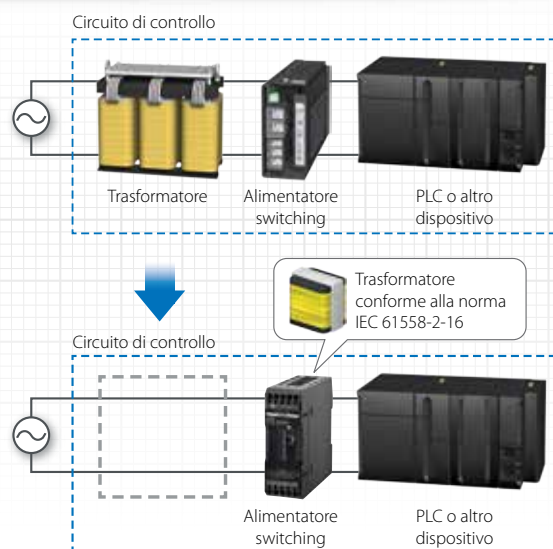 Circuito di controllo
Trasformatore
Alimentatore
switching
PLC o altro
dispositivo
Trasformatore
conforme alla norma
IEC 61558-2-16
Circuito di controllo
Alimentatore
switching
PLC o altro
dispositivo